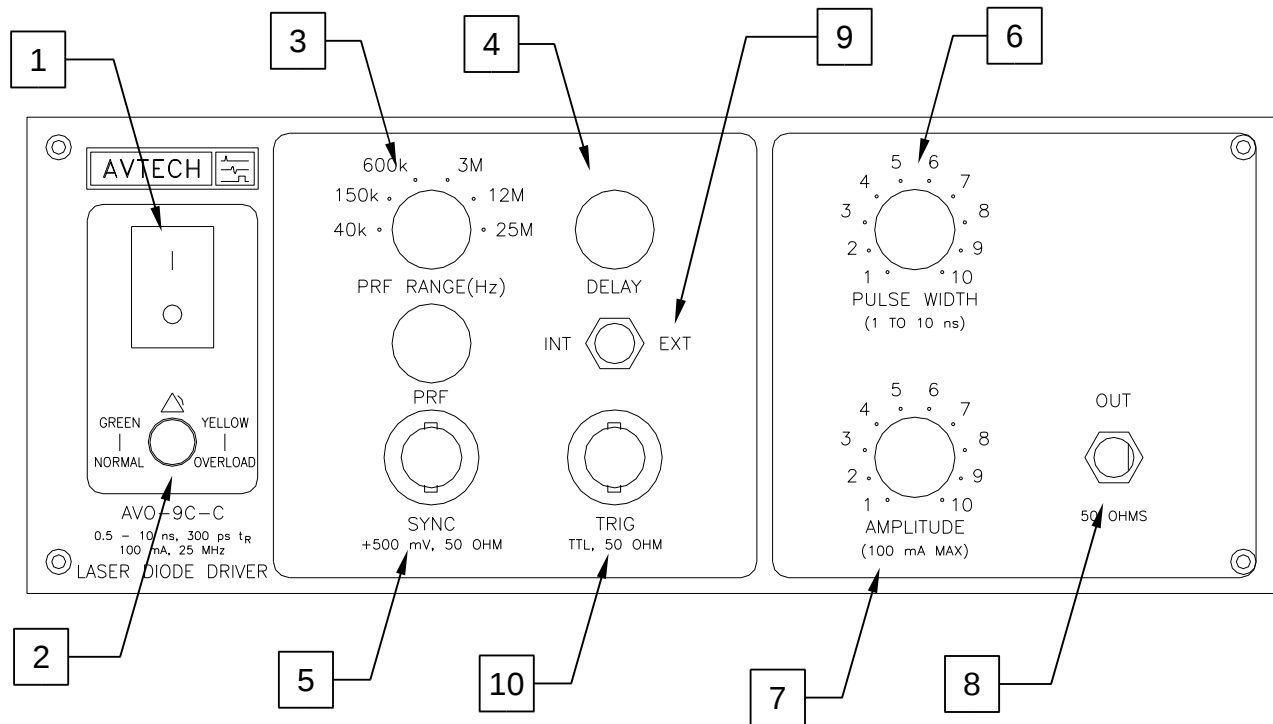 1
3
4
9
6
AVTECH
600k 3M
150k 12M
40k 25M
PRF RANGE(Hz)
DELAY
INT EXT
PRF
SYNC
+500 mV, 50 OHM
TRIG
TTL, 50 OHM
I
O
GREEN YELLOW
NORMAL OVERLOAD
AVO-9C-C
0.5 - 10 ns, 300 ps tR
100 mA, 25 MHz
LASER DIODE DRIVER
5 6
4 7
3 8
2 9
1 10
PULSE WIDTH
(1 TO 10 ns)
5 6
4 7
3 8
2 9
1 10
AMPLITUDE
(100 mA MAX)
OUT
50 OHMS
2
5
10
7
8